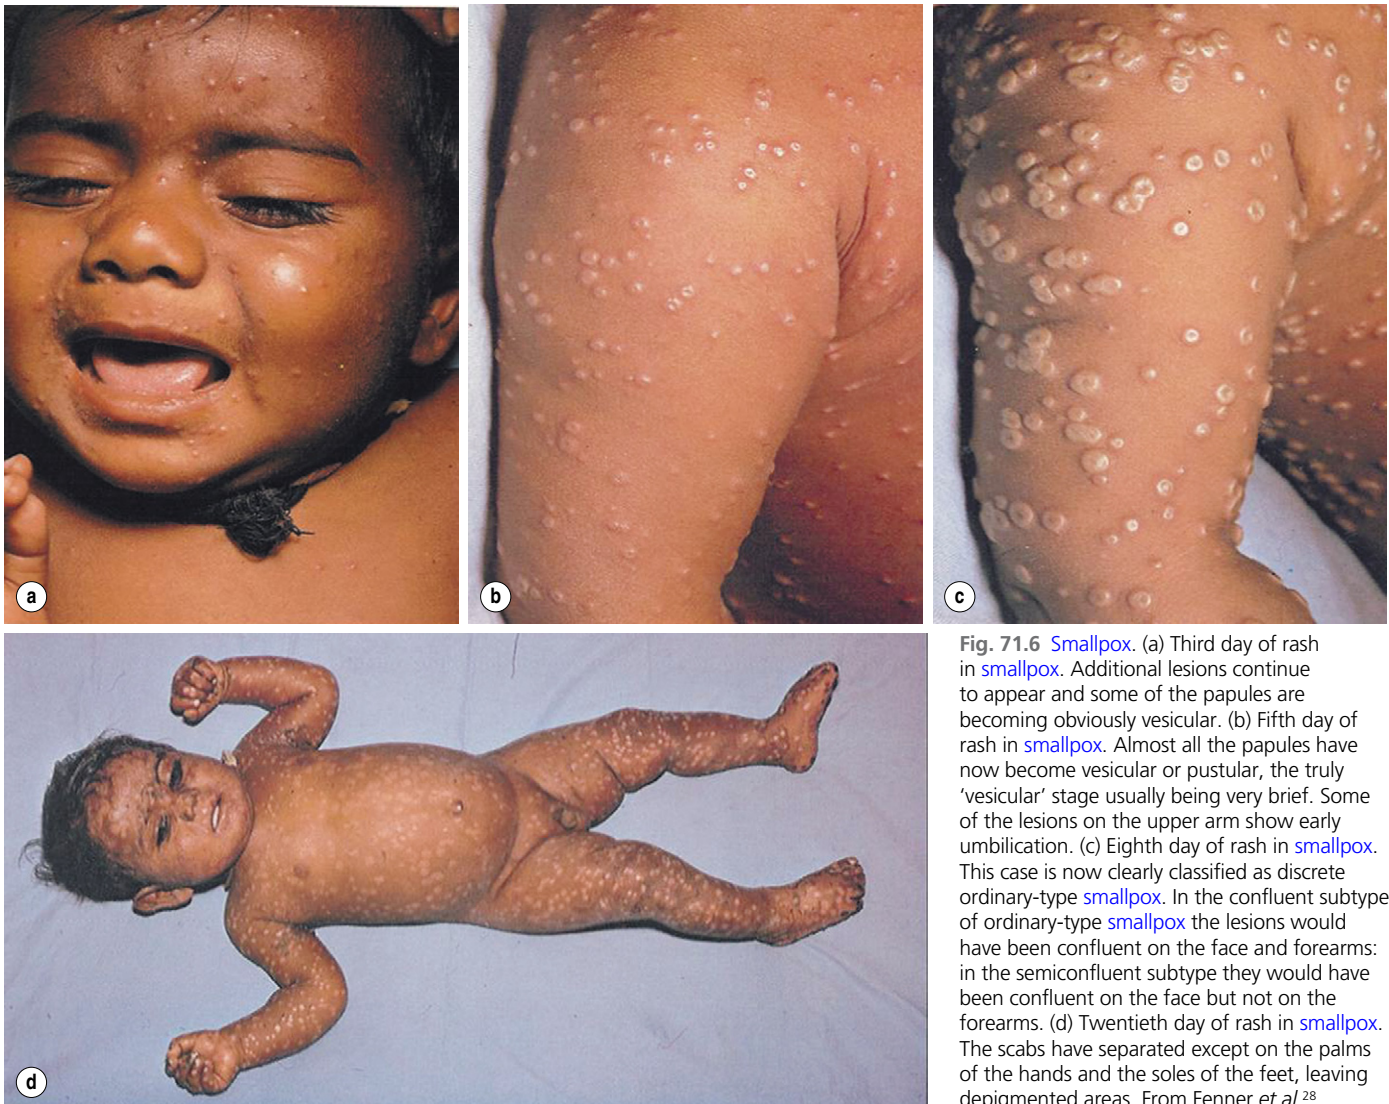 a
b
c
d
Fig. 71.6 Smallpox. (a) Third day of rash
in smallpox. Additional lesions continue
to appear and some of the papules are
becoming obviously vesicular. (b) Fifth day of
rash in smallpox. Almost all the papules have
now become vesicular or pustular, the truly
‘vesicular’ stage usually being very brief. Some
of the lesions on the upper arm show early
umbilication. (c) Eighth day of rash in smallpox.
This case is now clearly classified as discrete
ordinary-type smallpox. In the confluent subtype
of ordinary-type smallpox the lesions would
have been confluent on the face and forearms:
in the semiconfluent subtype they would have
been confluent on the face but not on the
forearms. (d) Twentieth day of rash in smallpox.
The scabs have separated except on the palms
of the hands and the soles of the feet, leaving
depigmented areas. From Fenner et al.28